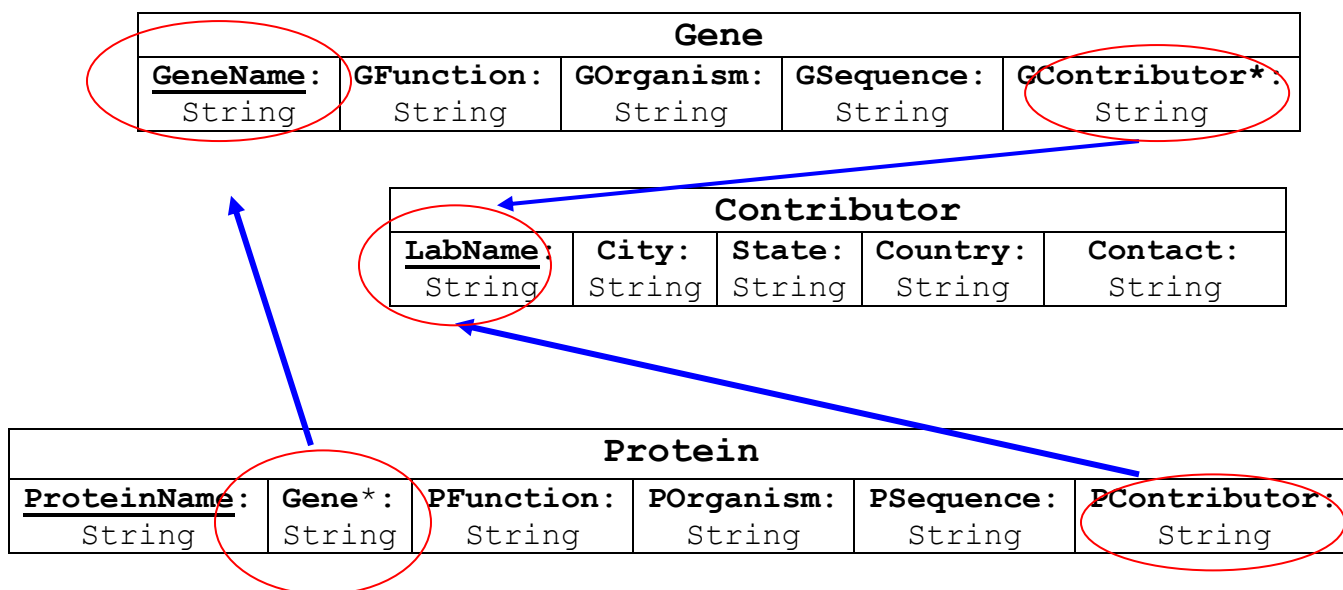 Gene
GeneName: GFunction: GOrganism: GSequence: GContributor*:
String String String String String
Contributor
LabName: City: State: Country: Contact:
String String String String String
Protein
ProteinName: Gene*: PFunction: POrganism: PSequence: PContributor:
String String String String String String